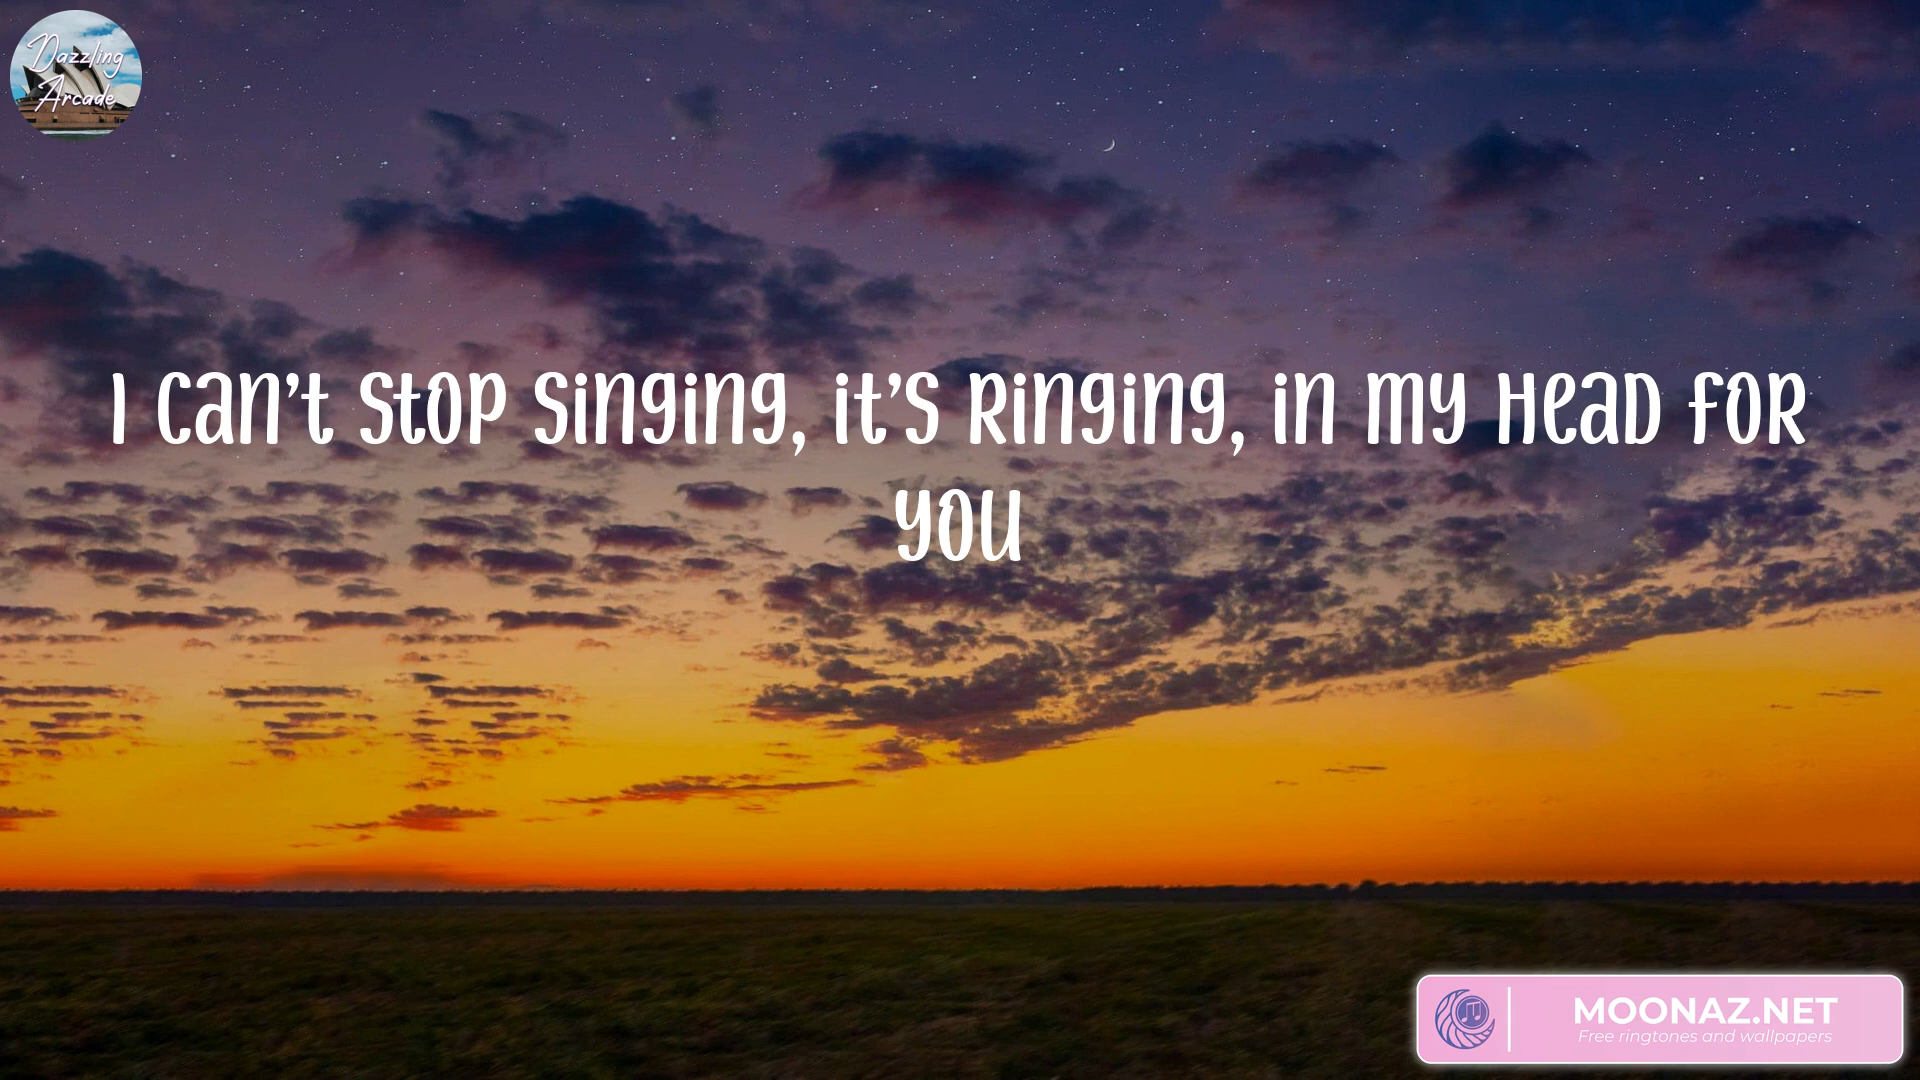 Dazzling
Arcade
I can't stop singing, it's ringing, in my head for
you
MOONAZ.NET
Free ringtones and wallpapers